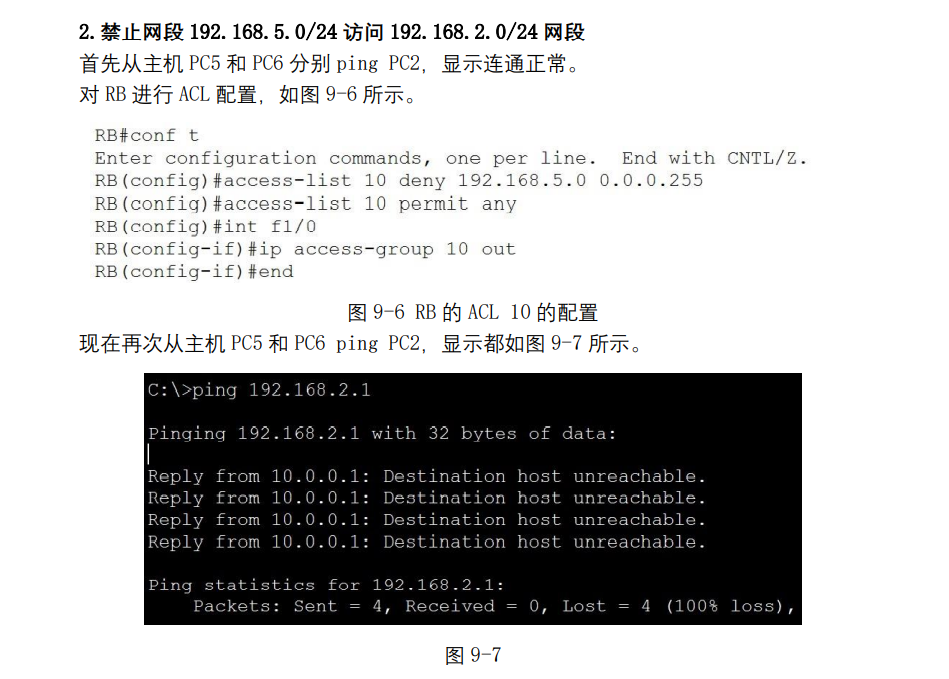 2.禁止网段 192.168.5.0/24 访问 192.168.2.0/24 网段
首先从主机 PC5 和 PC6 分别 ping PC2，显示连通正常。
对 RB 进行 ACL 配置，如图 9-6 所示。
RB#conf t
Enter configuration commands, one per line.  End with CNTL/Z.
RB(config)#access-list 10 deny 192.168.5.0 0.0.0.255
RB(config)#access-list 10 permit any
RB(config)#int f1/0
RB(config-if)#ip access-group 10 out
RB(config-if)#end
图 9-6 RB 的 ACL 10 的配置
现在再次从主机 PC5 和 PC6 ping PC2，显示都如图 9-7 所示。
C:\>ping 192.168.2.1
Pinging 192.168.2.1 with 32 bytes of data:
Reply from 10.0.0.1: Destination host unreachable.
Reply from 10.0.0.1: Destination host unreachable.
Reply from 10.0.0.1: Destination host unreachable.
Reply from 10.0.0.1: Destination host unreachable.
Ping statistics for 192.168.2.1:
    Packets: Sent = 4, Received = 0, Lost = 4 (100% loss),
图 9-7